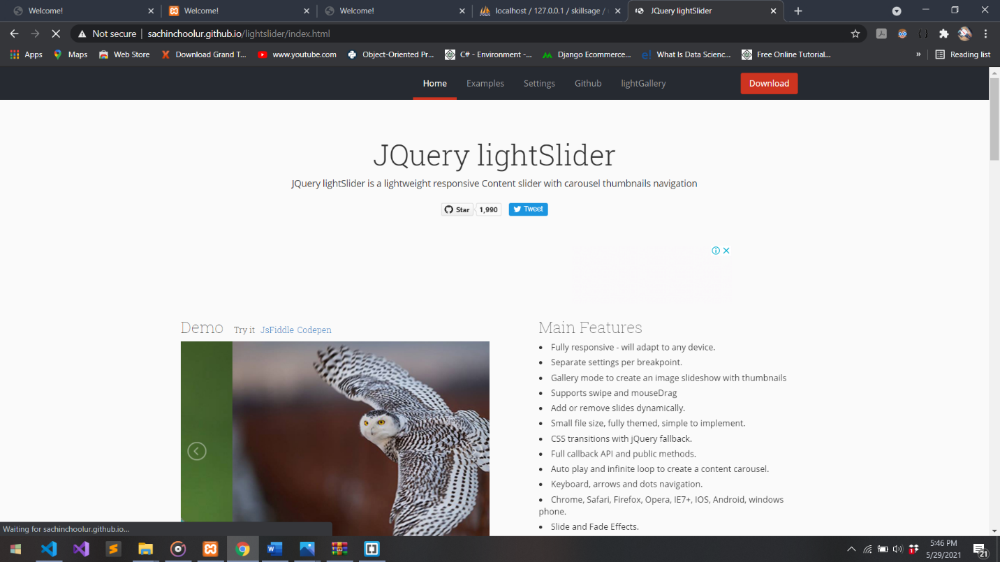 Welcome!
Welcome!
Welcome!
localhost / 127.0.0.1 / skillsage /
JQuery lightSlider
Not secure
sachinchoolur.github.io/lightslider/index.html
Apps
Maps
Web Store
Download Grand T...
www.youtube.com
Object-Oriented Pr...
C# - Environment -...
Django Ecommerce...
What Is Data Scienc...
Free Online Tutorial...
»
Reading list
Home
Examples
Settings
Github
lightGallery
Download
JQuery lightSlider
JQuery lightSlider is a lightweight responsive Content slider with carousel thumbnails navigation
Star
1,990
Tweet
Demo Try it JsFiddle Codepen
Main Features
• Fully responsive - will adapt to any device.
• Separate settings per breakpoint.
• Gallery mode to create an image slideshow with thumbnails
• Supports swipe and mouseDrag
• Add or remove slides dynamically.
• Small file size, fully themed, simple to implement.
• CSS transitions with jQuery fallback.
• Full callback API and public methods.
• Auto play and infinite loop to create a content carousel.
• Keyboard, arrows and dots navigation.
• Chrome, Safari, Firefox, Opera, IE7+, IOS, Android, windows
phone.
• Slide and Fade Effects.
Waiting for sachinchoolur.github.io...
5:46 PM
5/29/2021
21